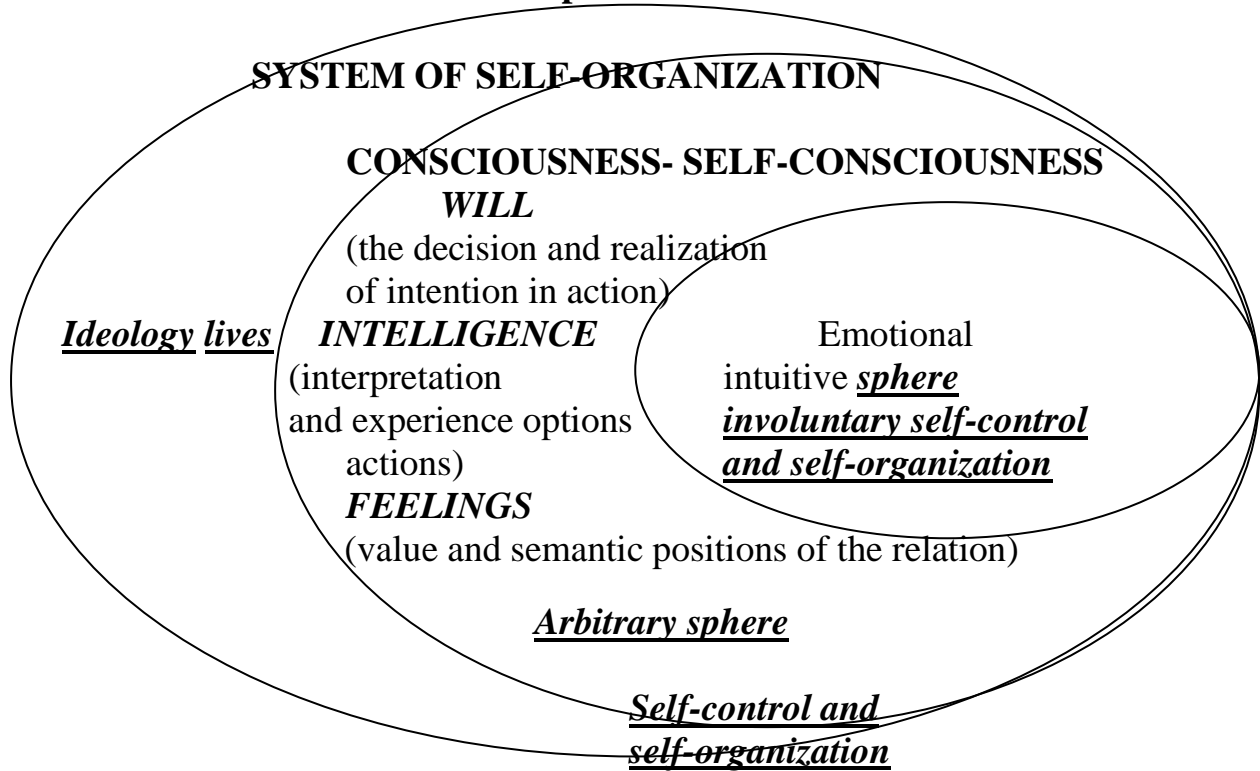 SYSTEM OF SELF-ORGANIZATION
CONSCIOUSNESS- SELF-CONSCIOUSNESS
WILL
(the decision and realization
of intention in action)
Ideology lives
INTELLIGENCE
(interpretation
and experience options
actions)
FEELINGS
(value and semantic positions of the relation)
Emotional
intuitive sphere
involuntary self-control
and self-organization
Arbitrary sphere
Self-control and
self-organization